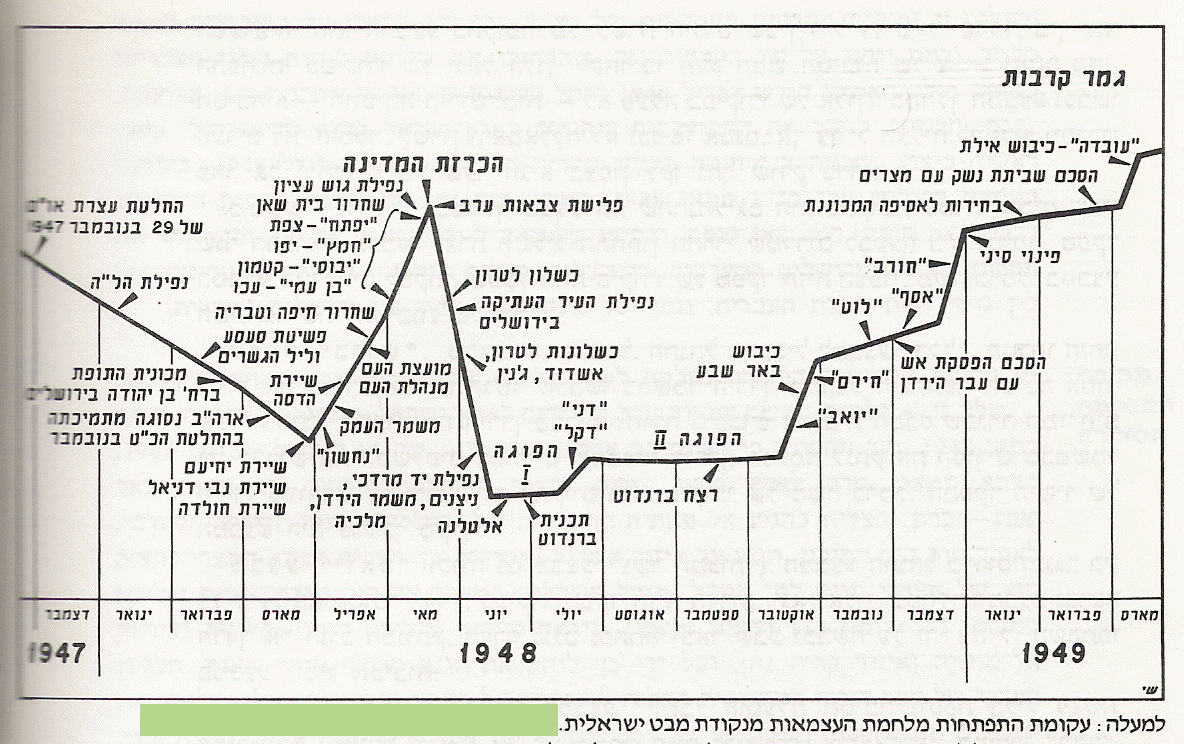 גמר קרבות
"עובדה"-כיבוש אילת
הסכם שביתת נשק עם מצרים
בחירות לאסיפה המכוננת
פינוי סיני
"חורב"
"אסף"
"לוט"
הסכם הפסקת אש
עם עבר הירדן
"חירם"
"יואב"
כיבוש
באר שבע
הפוגה II
רצח ברנדוט
"דני"
"דקל"
הפוגה
I
תכנית
ברנדוט
אלטלנה
נפילת יד מרדכי,
ניצנים, משמר הירדן,
מלכיה
כשלונות לטרון,
אשדוד, ג'נין
נפילת העיר העתיקה
בירושלים
כשלון לטרון
פלישת צבאות ערב
הכרזת המדינה
נפילת גוש עציון
שחרור בית שאן
"פתח"-צפת
"חמץ"-יפו
"יבוסי"-קטמון
"בן עמי"-עכו
שחרור חיפה וטבריה
מועצת העם
מנהלת העם
משמר העמק
"נחשון"
שיירת
הדסה
החלטת עצרת או"ם
של 29 בנובמבר 1947
נפילת הל"ה
פשיטת סעסע
וליל הגשרים
מכונית התופת
ברח' בן יהודה בירושלים
ארה"ב נסוגה מתמיכתה
בהחלטת הכ"ט בנובמבר
שיירת יחיעם
שיירת נבי דניאל
שיירת חולדה
דצמבר ינואר פברואר מארס אפריל מאי יוני יולי אוגוסט ספטמבר אוקטובר נובמבר דצמבר ינואר פברואר מארס
1947 1948 1949
שי
למעלה: עקומת התפתחות מלחמת העצמאות מנקודת מבט ישראלית.